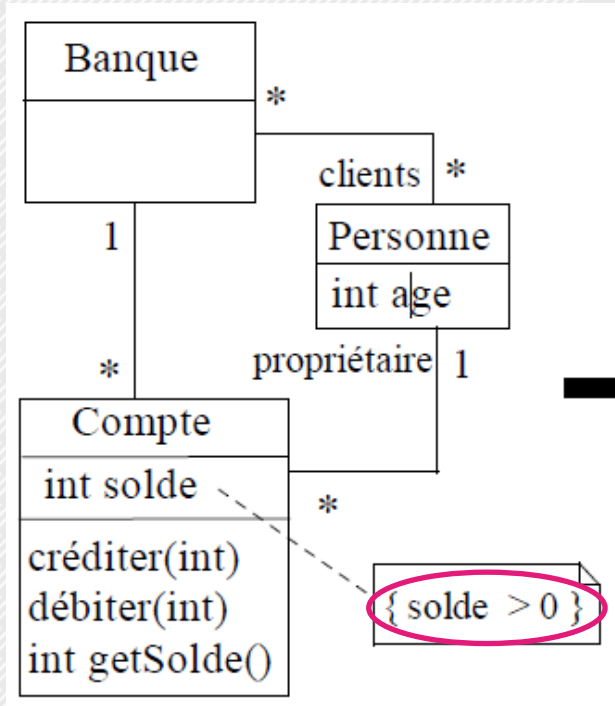 Banque
*
clients *
1
Personne
int age
propriétaire 1
*
Compte
int solde
*
créditer(int)
débiter(int)
int getSolde()
{ solde > 0 }